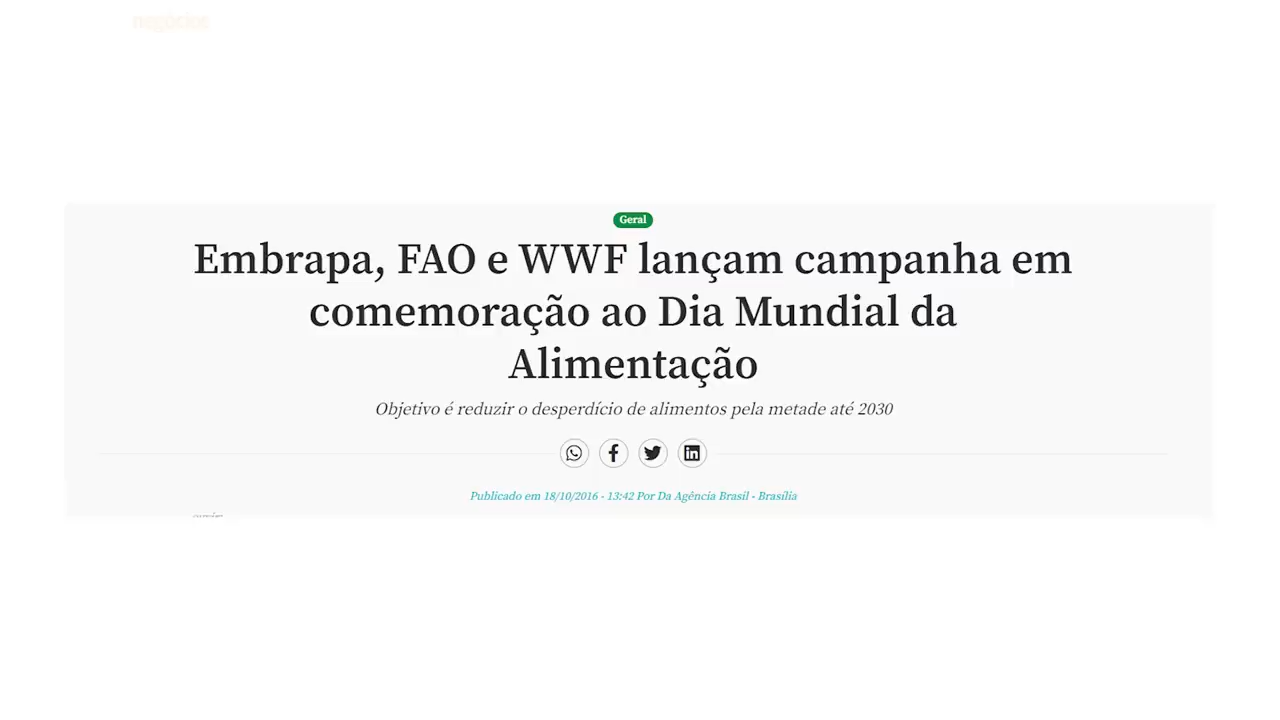 negócios
Geral
Embrapa, FAO e WWF lançam campanha em
comemoração ao Dia Mundial da
Alimentação
Objetivo é reduzir o desperdício de alimentos pela metade até 2030
Publicado em 18/10/2016 - 13:42 Por Da Agência Brasil - Brasília